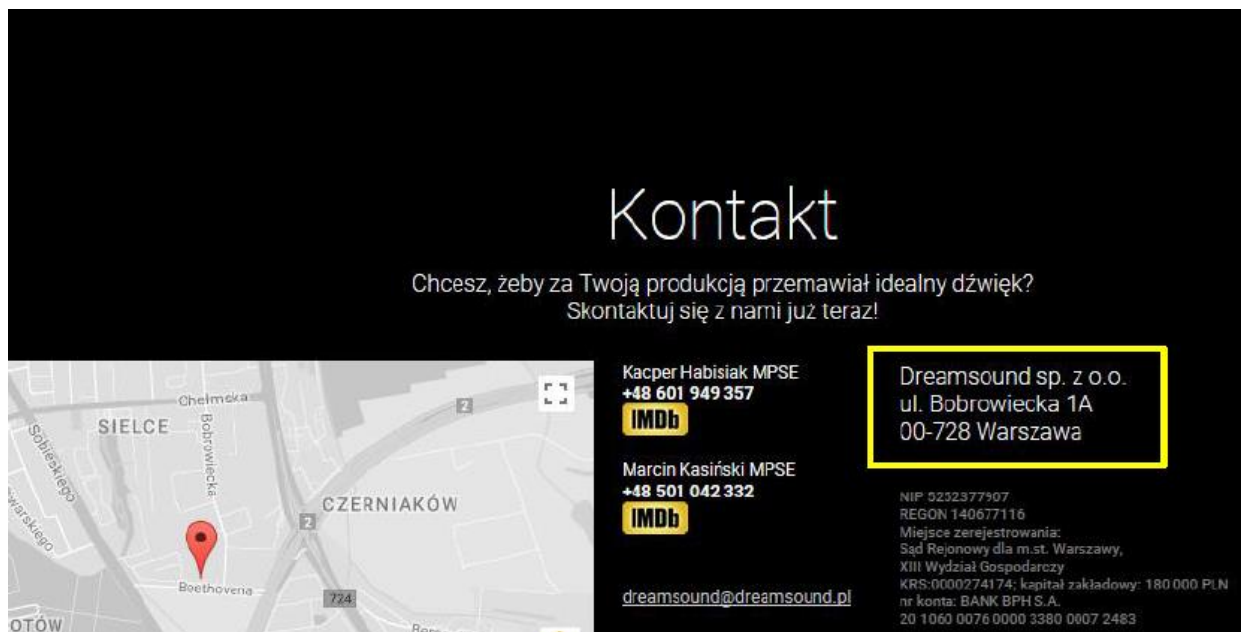 Kontakt
Chcesz, żeby za Twoją produkcją przemawiał idealny dźwięk?
Skontaktuj się z nami już teraz!
Kacper Habisiak MPSE
+48 601 949 357
IMDb
Marcin Kasiński MPSE
+48 501 042 332
IMDb
dreamsound@dreamsound.pl
Dreamsound sp. z o.o.
ul. Bobrowiecka 1A
00-728 Warszawa
NIP 5252377907
REGON 140677116
Miejsce zerejestrowania:
Sąd Rejonowy dla m.st. Warszawy,
XIII Wydział Gospodarczy
KRS:0000274174; kapitał zakładowy: 180 000 PLN
nr konta: BANK BPH S.A.
20 1060 0076 0000 3380 0007 2483
Chełmska
SIELCE
Bobrowiecka
Sobieskiego
2
CZERNIAKÓW
2
Beethovena
724